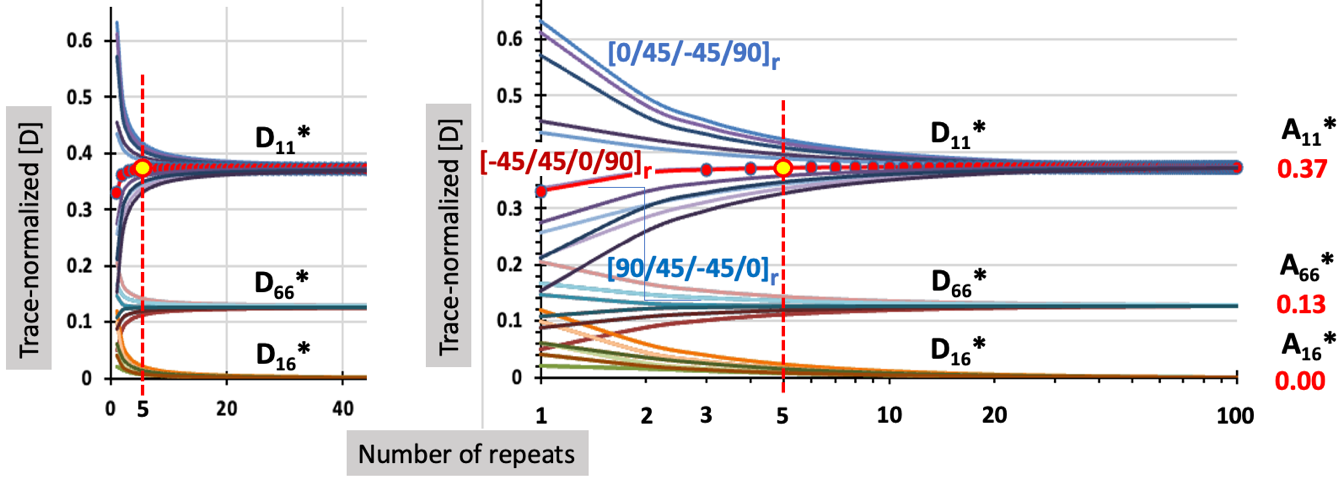 Trace-normalized [D]
0.6
0.5
0.4
0.3
0.2
0.1
0
D11*
D66*
D16*
0 5 20 40
Trace-normalized [D]
0.6
0.5
0.3
0.2
0.1
0
[0/45/-45/90]r
[-45/45/0/90]r
[90/45/-45/0]r
D11*
D66*
D16*
1 2 3 5 10 20 100
A11*
0.37
A66*
0.13
A16*
0.00
Number of repeats